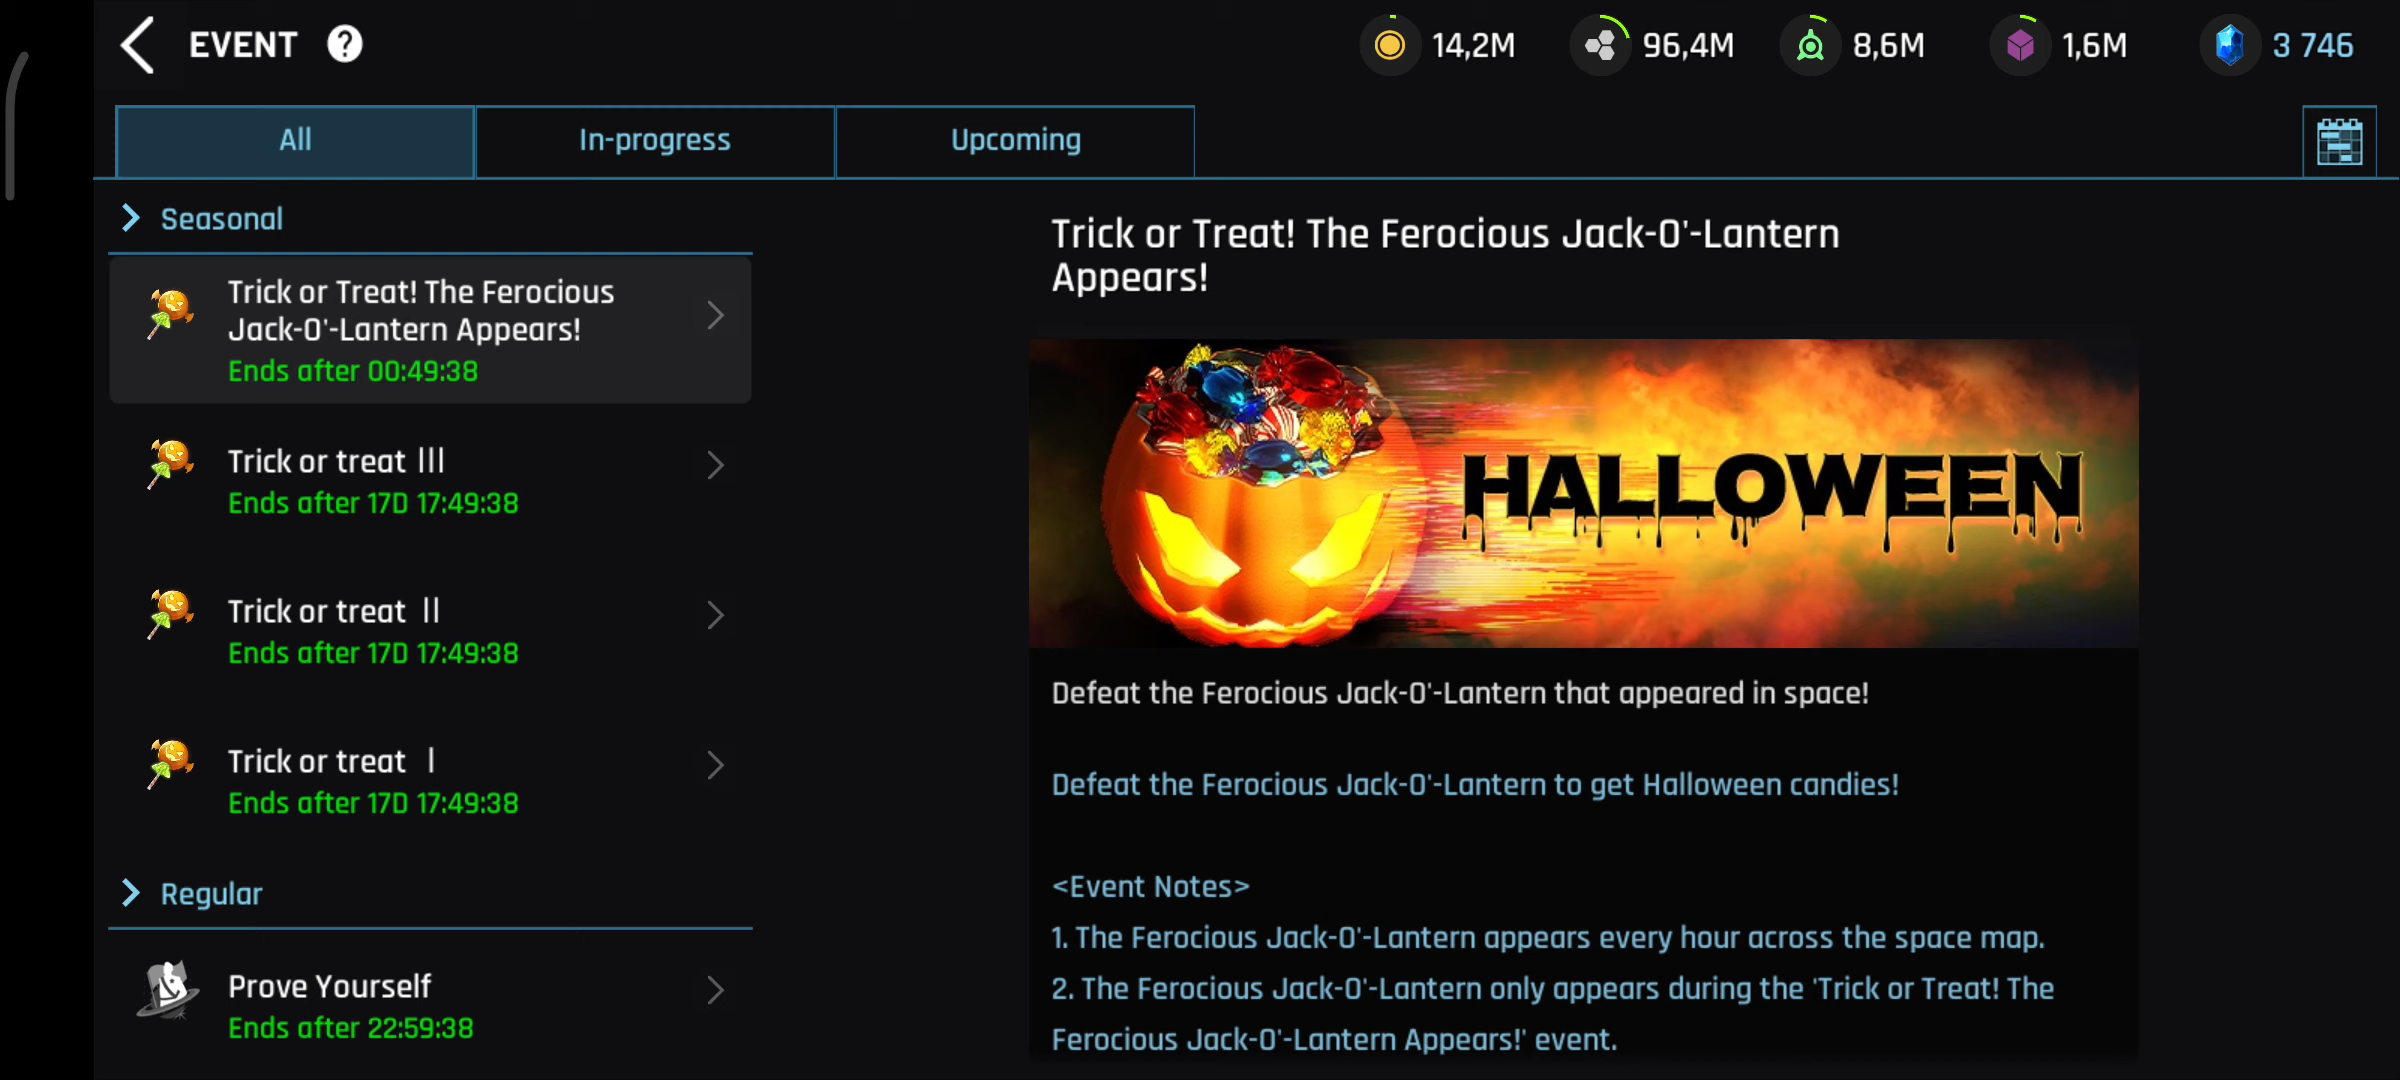 EVENT ?
14,2M 96,4M 8,6M 1,6M 3 746
All In-progress Upcoming
Seasonal
Trick or Treat! The Ferocious
Jack-O'-Lantern Appears!
Ends after 00:49:38
Trick or treat III
Ends after 17D 17:49:38
Trick or treat II
Ends after 17D 17:49:38
Trick or treat I
Ends after 17D 17:49:38
Regular
Prove Yourself
Ends after 22:59:38
Trick or Treat! The Ferocious Jack-O'-Lantern
Appears!
HALLOWEEN
Defeat the Ferocious Jack-O'-Lantern that appeared in space!
Defeat the Ferocious Jack-O'-Lantern to get Halloween candies!
<Event Notes>
1. The Ferocious Jack-O'-Lantern appears every hour across the space map.
2. The Ferocious Jack-O'-Lantern only appears during the 'Trick or Treat! The
Ferocious Jack-O'-Lantern Appears!' event.